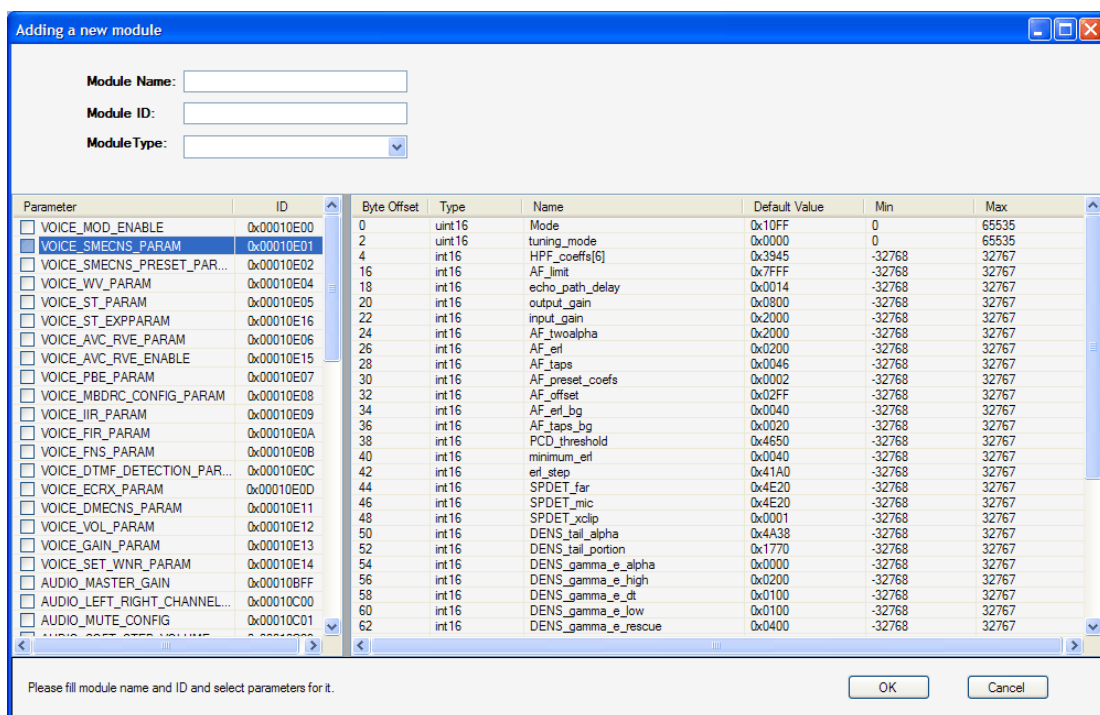 Adding a new module
Module Name:
Module ID:
ModuleType:
Parameter ID
VOICE_MOD_ENABLE 0x00010E00
VOICE_SMECNS_PARAM 0x00010E01
VOICE_SMECNS_PRESET_PAR... 0x00010E02
VOICE_WV_PARAM 0x00010E04
VOICE_ST_PARAM 0x00010E05
VOICE_ST_EXPPARAM 0x00010E16
VOICE_AVC_RVE_PARAM 0x00010E06
VOICE_AVC_RVE_ENABLE 0x00010E15
VOICE_PBE_PARAM 0x00010E07
VOICE_MBDRC_CONFIG_PARAM 0x00010E08
VOICE_IIR_PARAM 0x00010E09
VOICE_FIR_PARAM 0x00010E0A
VOICE_FNS_PARAM 0x00010E0B
VOICE_DTMF_DETECTION_PAR... 0x00010E0C
VOICE_ECRX_PARAM 0x00010E0D
VOICE_DMECNS_PARAM 0x00010E11
VOICE_VOL_PARAM 0x00010E12
VOICE_GAIN_PARAM 0x00010E13
VOICE_SET_WNR_PARAM 0x00010E14
AUDIO_MASTER_GAIN 0x00010BFF
AUDIO_LEFT_RIGHT_CHANNEL... 0x00010C00
AUDIO_MUTE_CONFIG 0x00010C01
Byte Offset Type Name Default Value Min Max
0 uint16 Mode 0x10FF 0 65535
2 uint16 tuning_mode 0x0000 0 65535
4 int16 HPF_coeffs[6] 0x3945 -32768 32767
16 int16 AF_limit 0x7FFF -32768 32767
18 int16 echo_path_delay 0x0014 -32768 32767
20 int16 output_gain 0x0800 -32768 32767
22 int16 input_gain 0x2000 -32768 32767
24 int16 AF_twoalpha 0x2000 -32768 32767
26 int16 AF_erl 0x0200 -32768 32767
28 int16 AF_taps 0x0046 -32768 32767
30 int16 AF_preset_coefs 0x0002 -32768 32767
32 int16 AF_offset 0x02FF -32768 32767
34 int16 AF_erl_bg 0x0040 -32768 32767
36 int16 AF_taps_bg 0x0020 -32768 32767
38 int16 PCD_threshold 0x4650 -32768 32767
40 int16 minimum_erl 0x0040 -32768 32767
42 int16 erl_step 0x41A0 -32768 32767
44 int16 SPDET_far 0x4E20 -32768 32767
46 int16 SPDET_mic 0x4E20 -32768 32767
48 int16 SPDET_xclip 0x0001 -32768 32767
50 int16 DENS_tail_alpha 0x4A38 -32768 32767
52 int16 DENS_tail_portion 0x1770 -32768 32767
54 int16 DENS_gamma_e_alpha 0x0000 -32768 32767
56 int16 DENS_gamma_e_high 0x0200 -32768 32767
58 int16 DENS_gamma_e_dt 0x0100 -32768 32767
60 int16 DENS_gamma_e_low 0x0100 -32768 32767
62 int16 DENS_gamma_e_rescue 0x0400 -32768 32767
Please fill module name and ID and select parameters for it.
OK Cancel